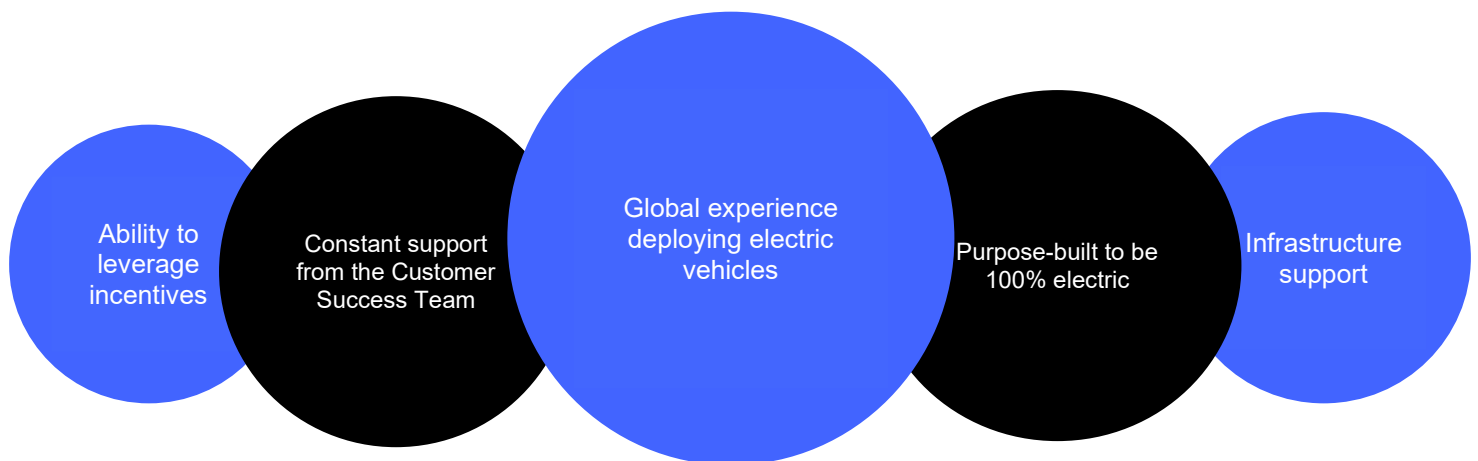 Ability to
leverage
incentives
Constant support
from the Customer
Success Team
Global experience
deploying electric
vehicles
Purpose-built to be
100% electric
Infrastructure
support